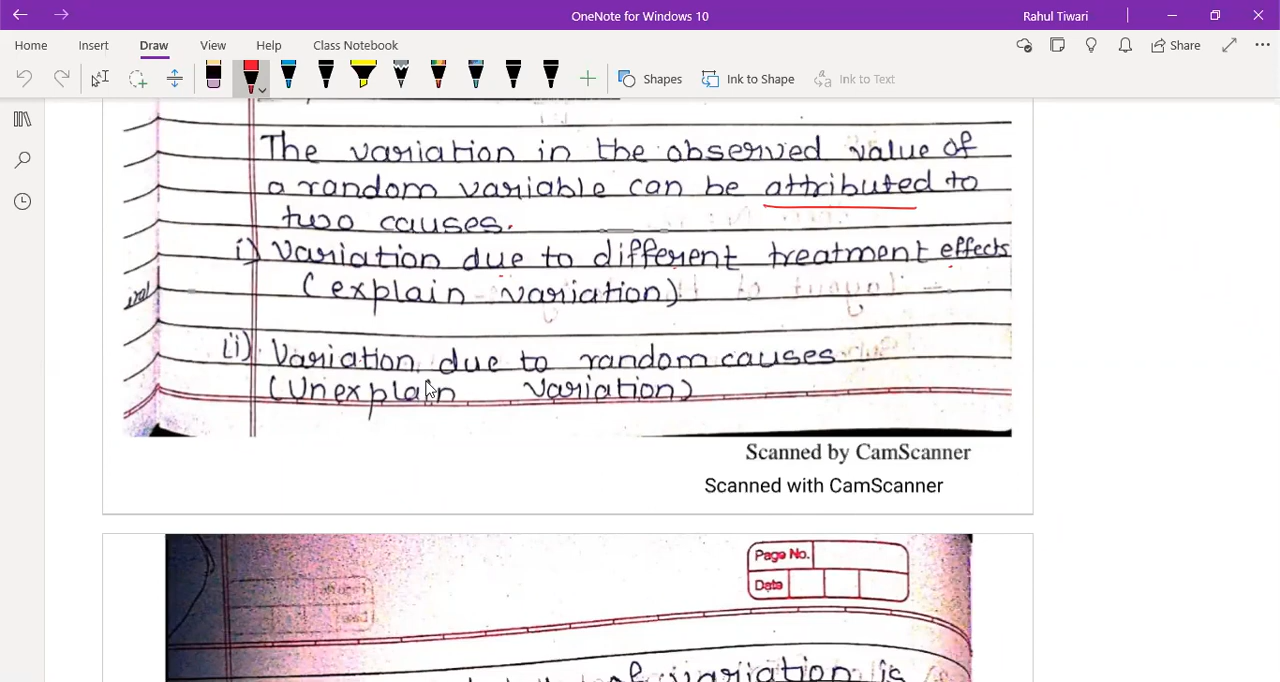 OneNote for Windows 10
Rahul Tiwari
Home Insert Draw View Help Class Notebook
Share
Shapes
Ink to Shape
Ink to Text
The variation in the observed value of
a random variable can be attributed to
two causes.
i) Variation due to different treatment effects
(explain variation)
(i) Variation due to random causes
(Unexplain variation)
Scanned by CamScanner
Scanned with CamScanner
Page No.
Date
of variation is